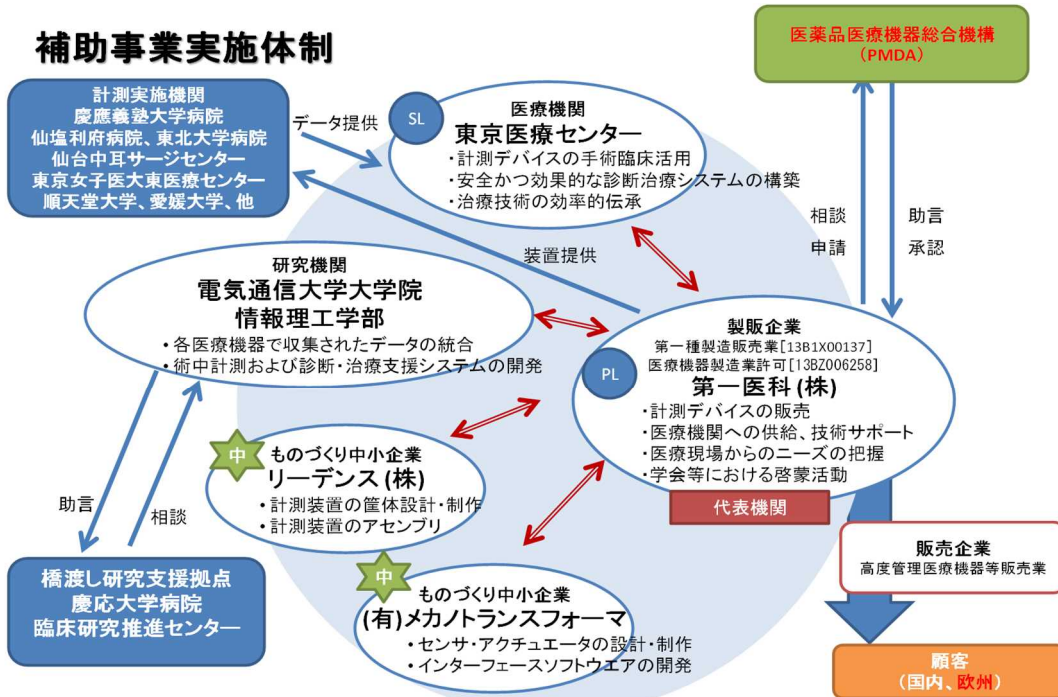 補助事業実施体制
医薬品医療機器総合機構
（PMDA）
計測実施機関
慶應義塾大学病院
仙塩利府病院、東北大学病院
仙台中耳サージセンター
東京女子医大東医療センター
順天堂大学、愛媛大学、他
データ提供
SL
医療機関
東京医療センター
・計測デバイスの手術臨床活用
・安全かつ効果的な診断治療システムの構築
・治療技術の効率的伝承
相談
申請
助言
承認
装置提供
研究機関
電気通信大学大学院
情報理工学部
・各医療機器で収集されたデータの統合
・術中計測および診断・治療支援システムの開発
PL
製販企業
第一種製造販売業[13B1X00137]
医療機器製造業許可[13BZ006258]
第一医科(株)
・計測デバイスの販売
・医療機関への供給、技術サポート
・医療現場からのニーズの把握
・学会等における啓蒙活動
代表機関
中
ものづくり中小企業
リーデンス(株)
・計測装置の筐体設計・制作
・計測装置のアセンブリ
助言
相談
橋渡し研究支援拠点
慶応大学病院
臨床研究推進センター
中
ものづくり中小企業
(有)メカノトランスフォーマ
・センサ・アクチュエータの設計・制作
・インターフェースソフトウエアの開発
販売企業
高度管理医療機器等販売業
顧客
（国内、欧州）